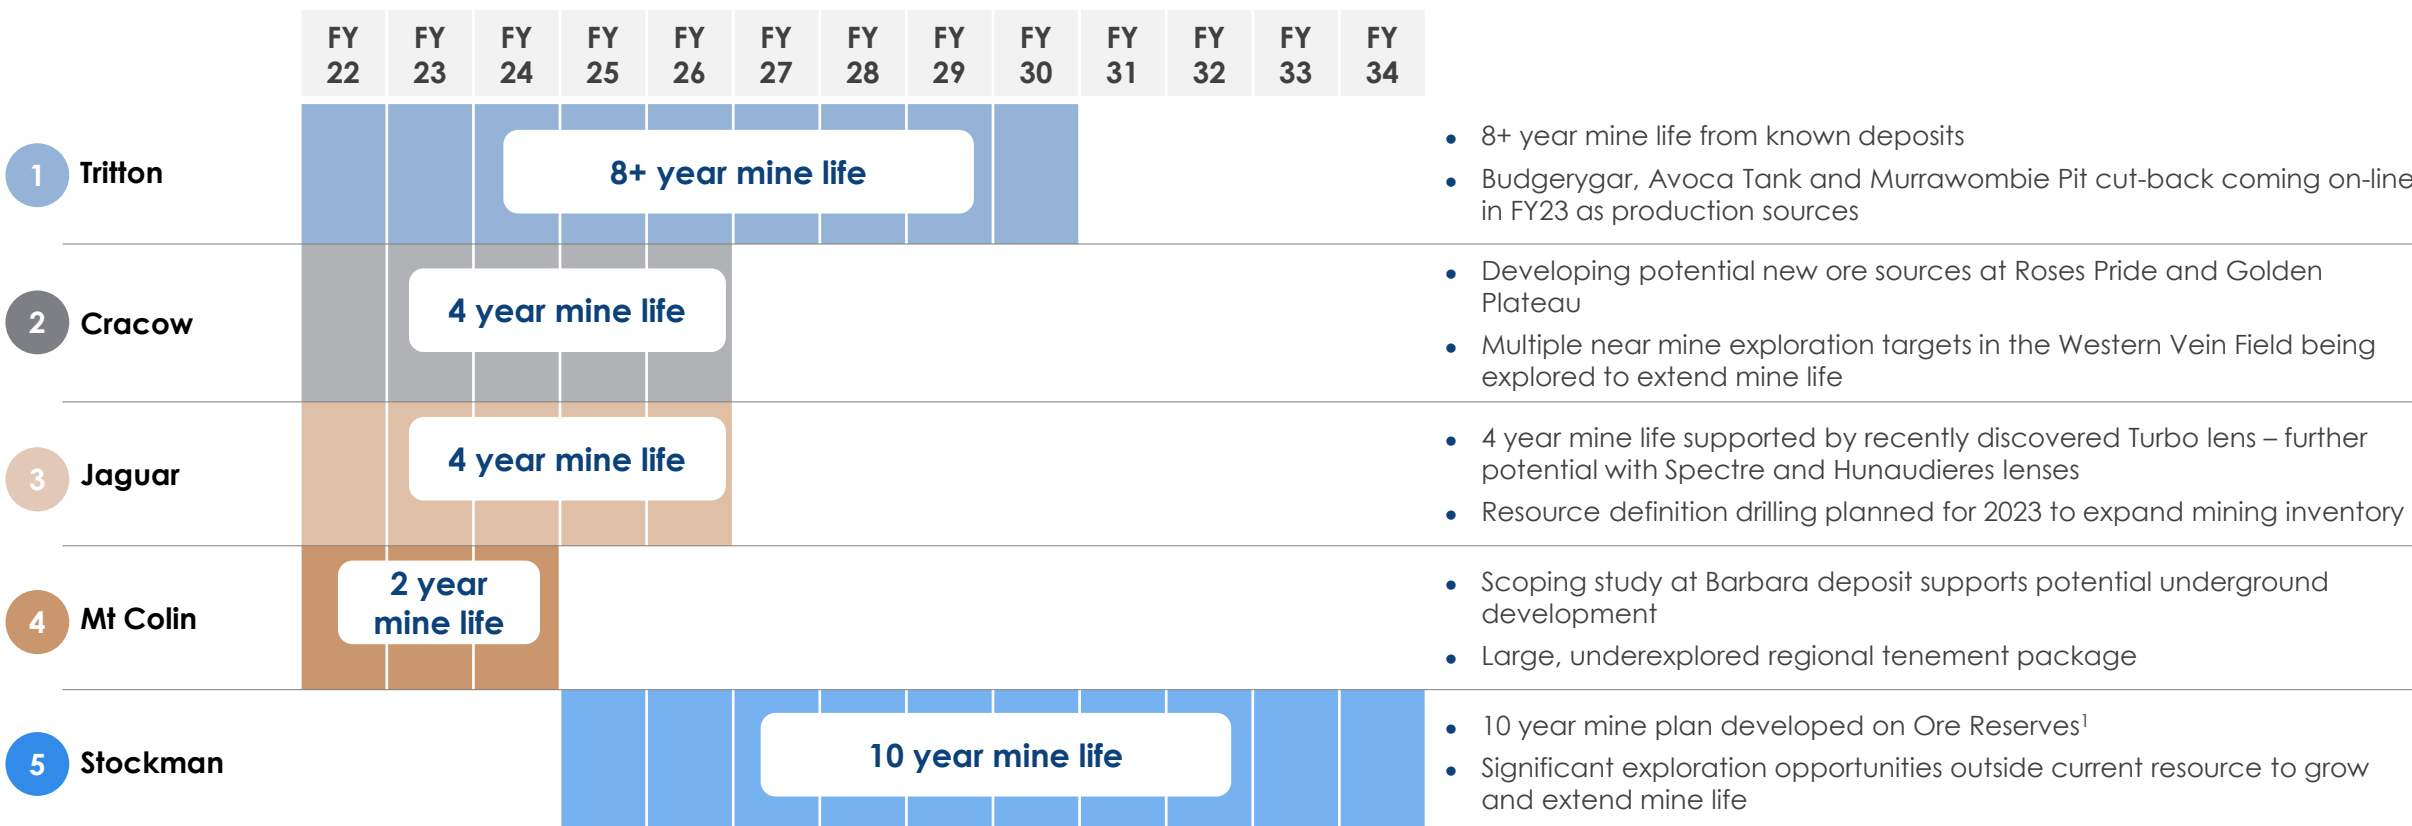 FY 22 FY 23 FY 24 FY 25 FY 26 FY 27 FY 28 FY 29 FY 30 FY 31 FY 32 FY 33 FY 34
1 Tritton
8+ year mine life
• 8+ year mine life from known deposits
• Budgerygar, Avoca Tank and Murrawombie Pit cut-back coming on-line
in FY23 as production sources
2 Cracow
4 year mine life
• Developing potential new ore sources at Roses Pride and Golden
Plateau
• Multiple near mine exploration targets in the Western Vein Field being
explored to extend mine life
3 Jaguar
4 year mine life
• 4 year mine life supported by recently discovered Turbo lens – further
potential with Spectre and Hunaudieres lenses
• Resource definition drilling planned for 2023 to expand mining inventory
4 Mt Colin
2 year
mine life
• Scoping study at Barbara deposit supports potential underground
development
• Large, underexplored regional tenement package
5 Stockman
10 year mine life
• 10 year mine plan developed on Ore Reserves¹
• Significant exploration opportunities outside current resource to grow
and extend mine life